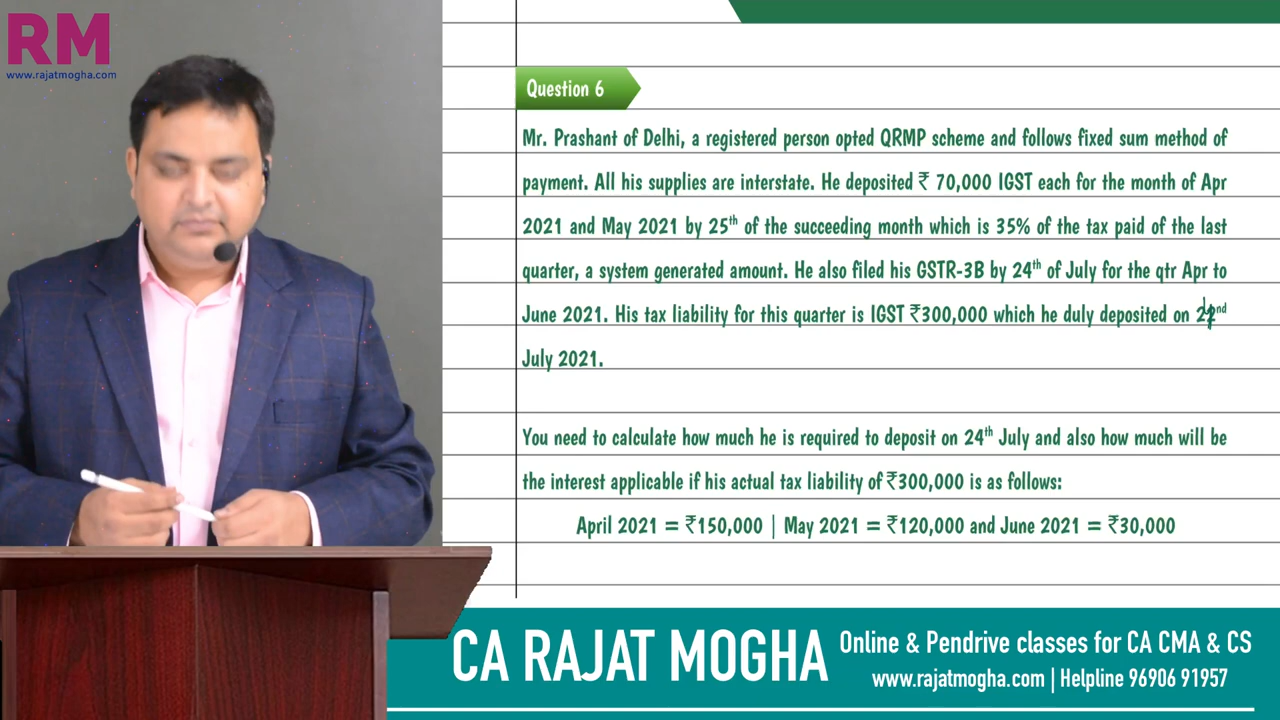 RM
www.rajatmogha.com
Question 6
Mr. Prashant of Delhi, a registered person opted QRMP scheme and follows fixed sum method of
payment. All his supplies are interstate. He deposited ₹ 70,000 IGST each for the month of Apr
2021 and May 2021 by 25th of the succeeding month which is 35% of the tax paid of the last
quarter, a system generated amount. He also filed his GSTR-3B by 24th of July for the qtr Apr to
June 2021. His tax liability for this quarter is IGST ₹300,000 which he duly deposited on
July 2021.
You need to calculate how much he is required to deposit on 24th July and also how much will be
the interest applicable if his actual tax liability of ₹300,000 is as follows:
April 2021 = ₹150,000 | May 2021 = ₹120,000 and June 2021 = ₹30,000
CA RAJAT MOGHA
Online & Pendrive classes for CA CMA & CS
www.rajatmogha.com | Helpline 96906 91957